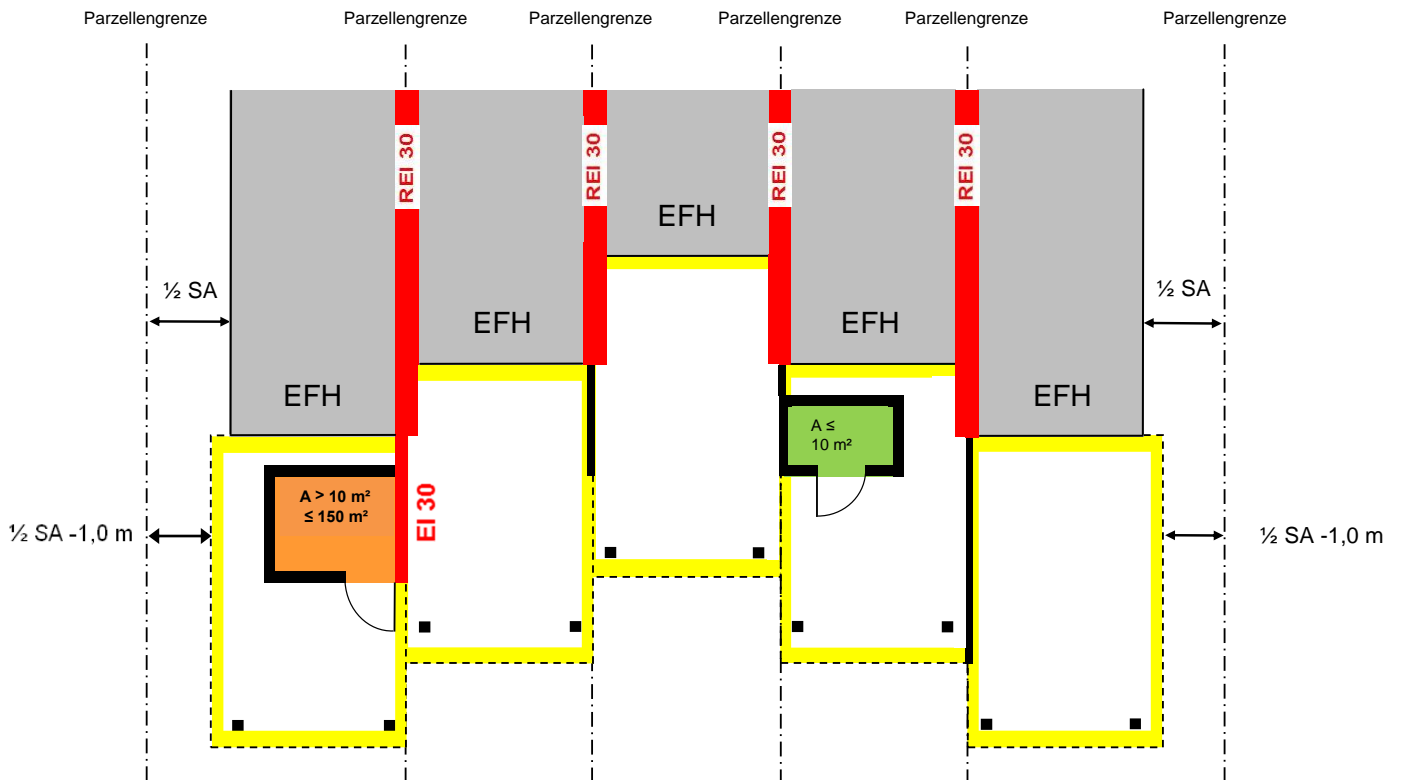 Parzellengrenze
Parzellengrenze
Parzellengrenze
Parzellengrenze
Parzellengrenze
Parzellengrenze
REI 30
REI 30
REI 30
REI 30
EFH
½ SA
½ SA
EFH
EFH
EFH
EFH
A ≤
10 m²
A > 10 m²
≤ 150 m²
EI 30
½ SA -1,0 m
½ SA -1,0 m